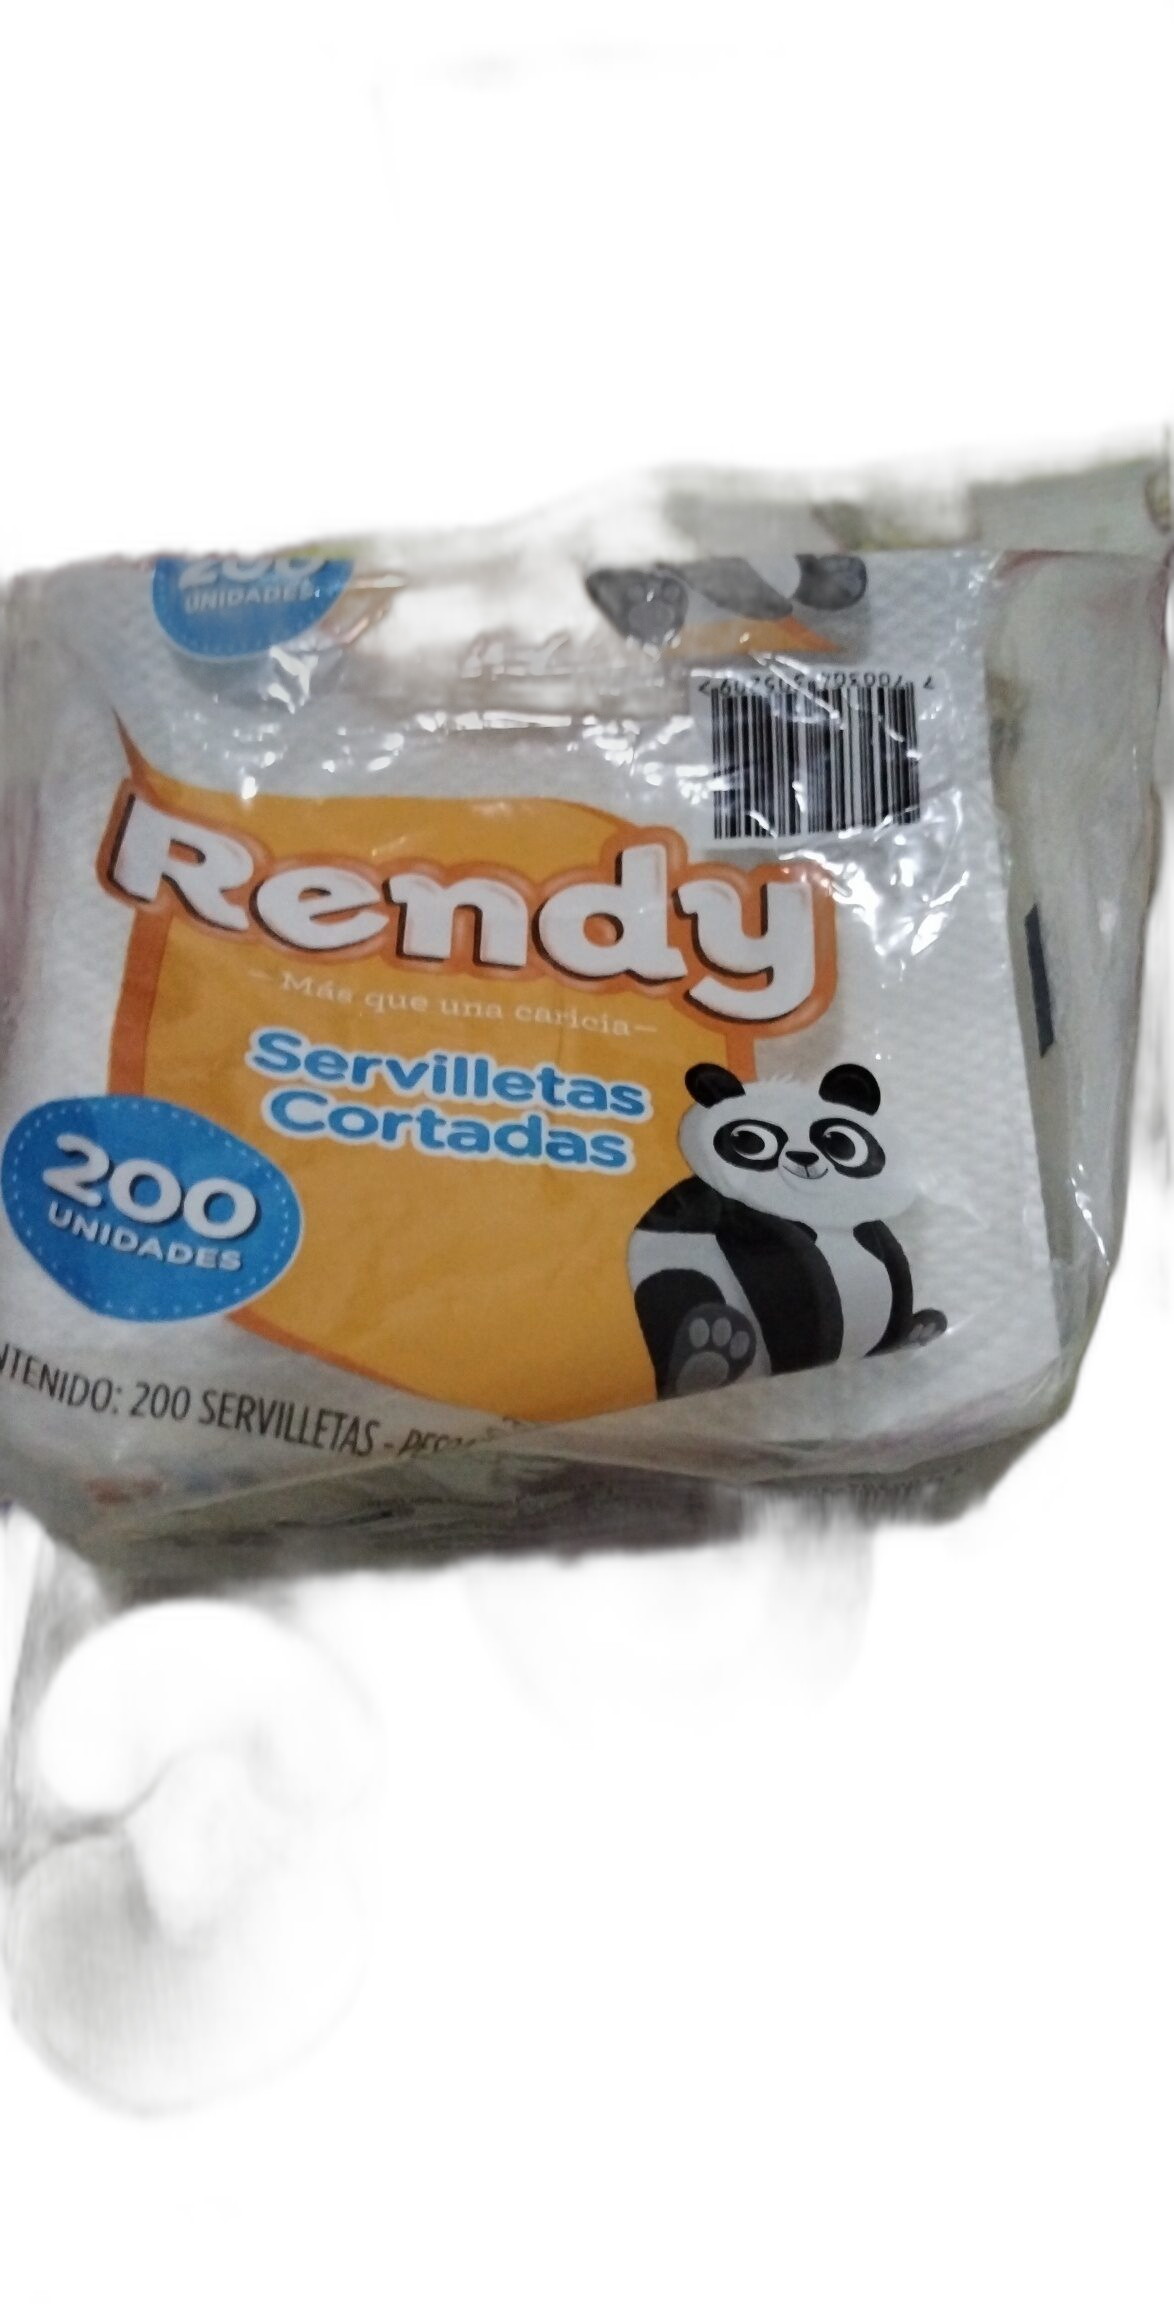 200
UNIDADES
Rendy
- Más que una caricia-
Servilletas
Cortadas
200
UNIDADES
NTENIDO: 200 SERVILLETAS -